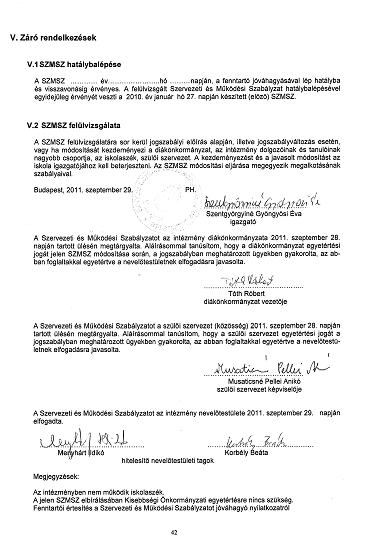 V. Záró rendelkezések
V.1 SZMSZ hatálybalépése
A SZMSZ .............. év........................hó ..........napján, a fenntartó jóváhagyásával lép hatályba
és visszavonásig érvényes. A felülvizsgált Szervezeti és Működési Szabályzat hatálybalépésével
egyidejűleg érvényét veszti a 2010. év január hó 27. napján készített (előző) SZMSZ.
V.2 SZMSZ felülvizsgálata
A SZMSZ felülvizsgálatára sor kerül jogszabályi előírás alapján, illetve jogszabályváltozás esetén,
vagy ha módosítását kezdeményezi a diákönkormányzat, az intézmény dolgozóinak és tanulóinak
nagyobb csoportja, az iskolaszék, szülői szervezet. A kezdeményezést és a javasolt módosítást az
iskola igazgatójához kell beterjeszteni. Az SZMSZ módosítási eljárása megegyezik megalkotásának
szabályaival.
Budapest, 2011. szeptember 29. PH.
Szentgyörgyiné Gyöngyösi Éva
igazgató
A Szervezeti és Működési Szabályzatot az intézmény diákönkormányzata 2011. szeptember 28.
napján tartott ülésén megtárgyalta. Aláírásommal tanúsítom, hogy a diákönkormányzat egyetértési
jogát jelen SZMSZ módosítása során, a jogszabályban meghatározott ügyekben gyakorolta, az ab-
ban foglaltakkal egyetértve a nevelőtestületnek elfogadásra javasolta.
Tóth Róbert
Tóth Róbert
diákönkormányzat vezetője
A Szervezeti és Működési Szabályzatot a szülői szervezet (közösség) 2011. szeptember 28. napján
tartott ülésén megtárgyalta. Aláírásommal tanúsítom, hogy a szülői szervezet egyetértési jogát a
jogszabályban meghatározott ügyekben gyakorolta, az abban foglaltakkal egyetértve a nevelőtestü-
letnek elfogadásra javasolta.
Musaticsné Pellei Anikó
szülői szervezet képviselője
A Szervezeti és Működési Szabályzatot az intézmény nevelőtestülete 2011. szeptember 29. napján
elfogadta.
Korbély Beáta
Menyhárt Ildikó Korbély Beáta
hitelesítő nevelőtestületi tagok
Megjegyzések:
Az intézményben nem működik iskolaszék.
A jelen SZMSZ elbírálásában Kisebbségi Önkormányzati egyetértésre nincs szükség.
Fenntartói értesítés a Szervezeti és Működési Szabályzatot jóváhagyó nyilatkozatról
42